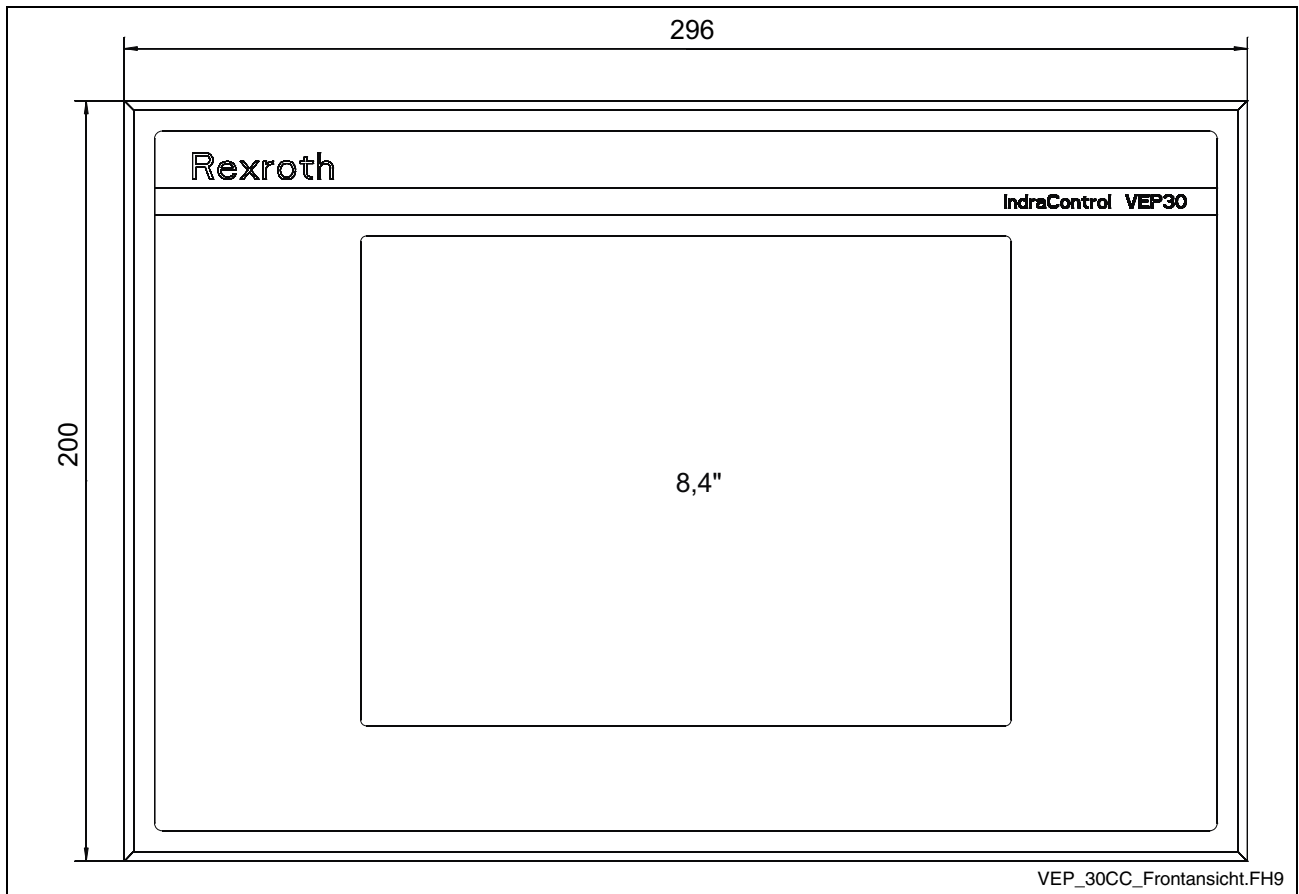 296
Rexroth
IndraControl VEP30
200
8,4"
VEP_30CC_Frontansicht.FH9